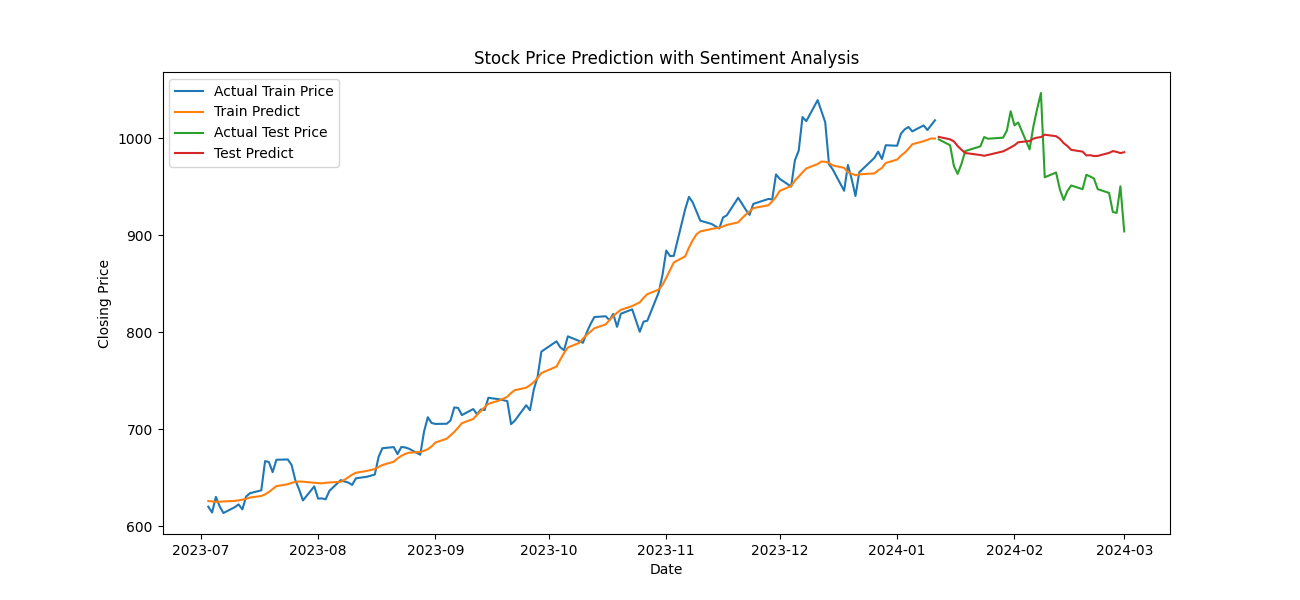 Stock Price Prediction with Sentiment Analysis
Actual Train Price
Train Predict
Actual Test Price
Test Predict
1000
900
800
700
600
Closing Price
2023-07 2023-08 2023-09 2023-10 2023-11 2023-12 2024-01 2024-02 2024-03
Date